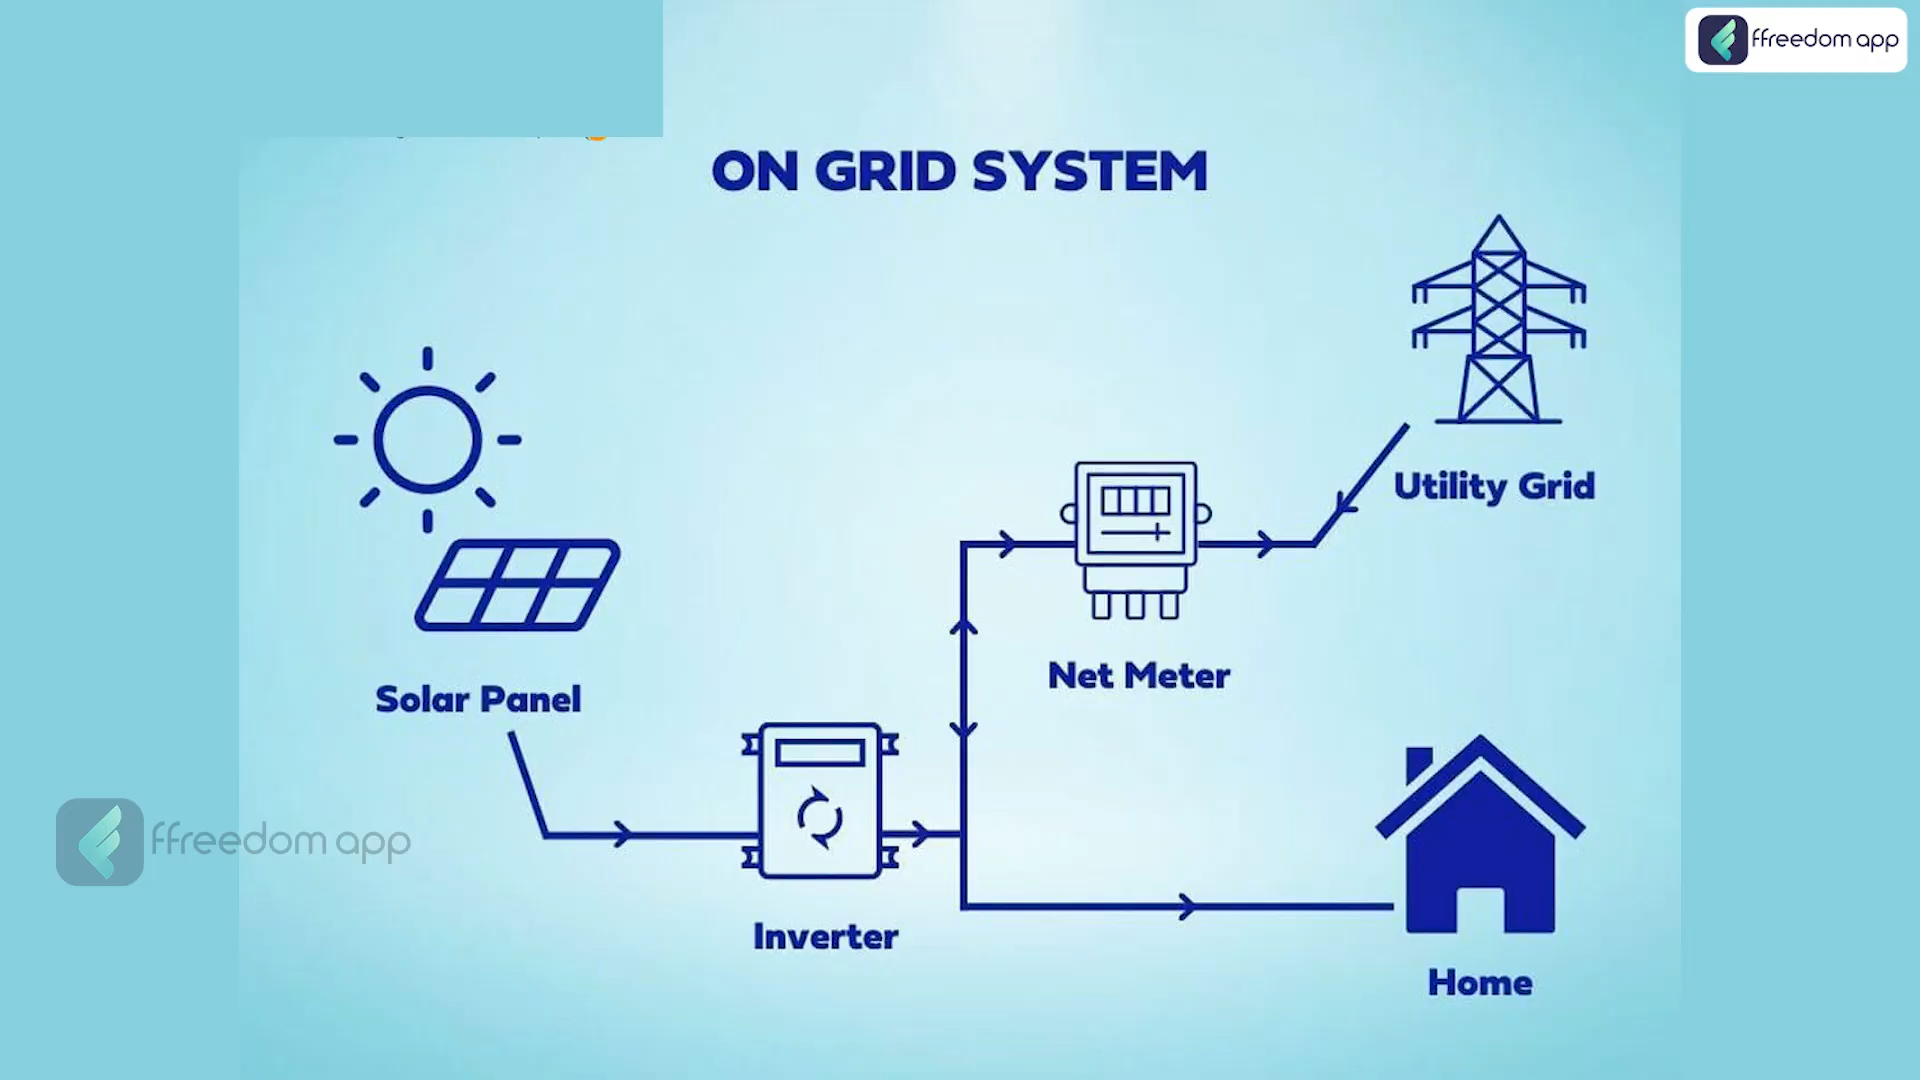 ffreedom app
ON GRID SYSTEM
Utility Grid
Net Meter
Solar Panel
ffreedom app
Inverter
Home